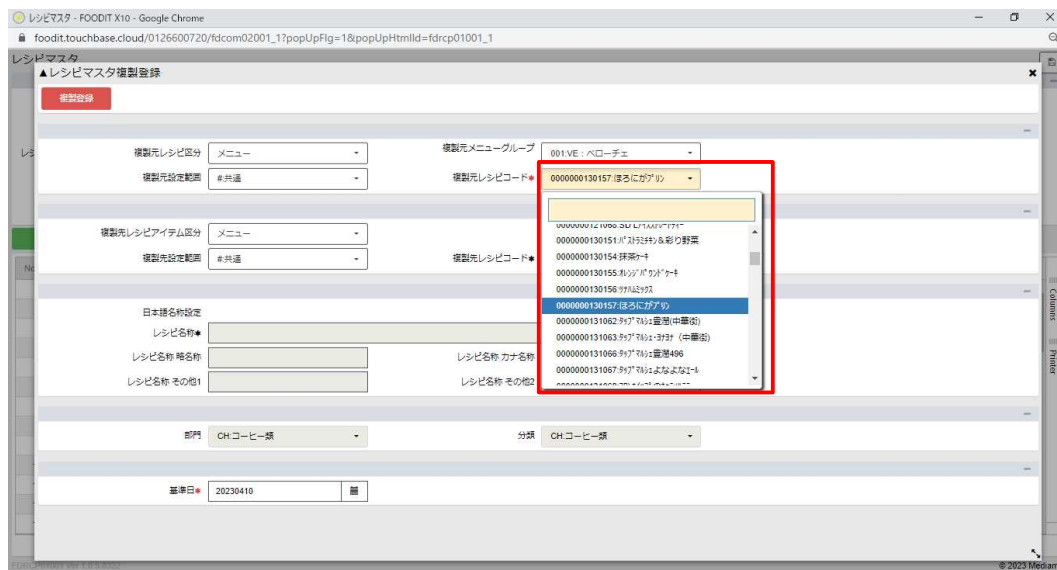 レシピマスタ - FOODIT X10 - Google Chrome
foodit.touchbase.cloud/0126600720/fdcom02001_1?popUpFlg=1&popUpHtmlId=fdrcp01001_1
レシピマスタ
▲レシピマスタ複製登録
複製登録
複製元レシピ区分 メニュー 複製元メニューグループ 001:VE : ベローチェ
複製元設定範囲 #:共通 複製元レシピコード* 0000000130157:ほろにがプリン
複製先レシピアイテム区分 メニュー
複製先設定範囲 #:共通 複製先レシピコード*
0000000130151:パストラミチキン&彩り野菜
0000000130154:抹茶ケーキ
0000000130155:オレンジパウンドケーキ
0000000130156:ツナハムミックス
0000000130157:ほろにがプリン
0000000131062:タップマルシェ豊潤(中華街)
0000000131063:タップマルシェ・ヨナヨナ(中華街)
0000000131066:タップマルシェ豊潤496
0000000131067:タップマルシェよなよなエール
日本語名称設定
レシピ名称*
レシピ名称 略名称 レシピ名称 カナ名称
レシピ名称 その他1 レシピ名称 その他2
部門 CH:コーヒー類 分類 CH:コーヒー類
基準日* 20230410
No
Columns
Printer
© 2023 Median